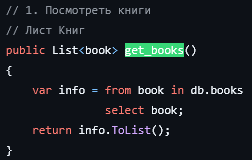 // 1. Посмотреть книги
// Лист Книг
public List<book> get_books()
{
    var info = from book in db.books
               select book;
    return info.ToList();
}